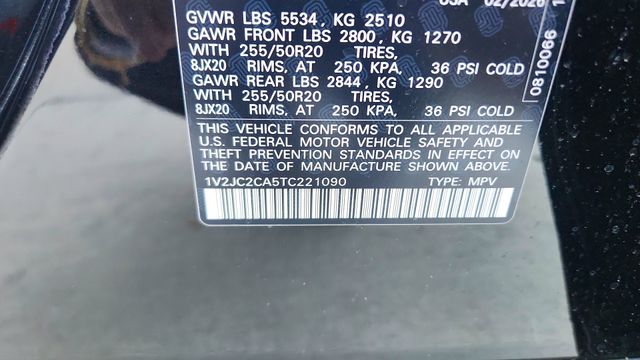 USA 02/2026
GVWR LBS 5534 , KG 2510
GAWR FRONT LBS 2800 , KG 1270
WITH 255/50R20 TIRES,
8JX20 RIMS, AT 250 KPA, 36 PSI COLD
GAWR REAR LBS 2844 , KG 1290
WITH 255/50R20 TIRES,
8JX20 RIMS, AT 250 KPA, 36 PSI COLD
THIS VEHICLE CONFORMS TO ALL APPLICABLE
U.S. FEDERAL MOTOR VEHICLE SAFETY AND
THEFT PREVENTION STANDARDS IN EFFECT ON
THE DATE OF MANUFACTURE SHOWN ABOVE.
1V2JC2CA5TC221090 TYPE: MPV
0810066